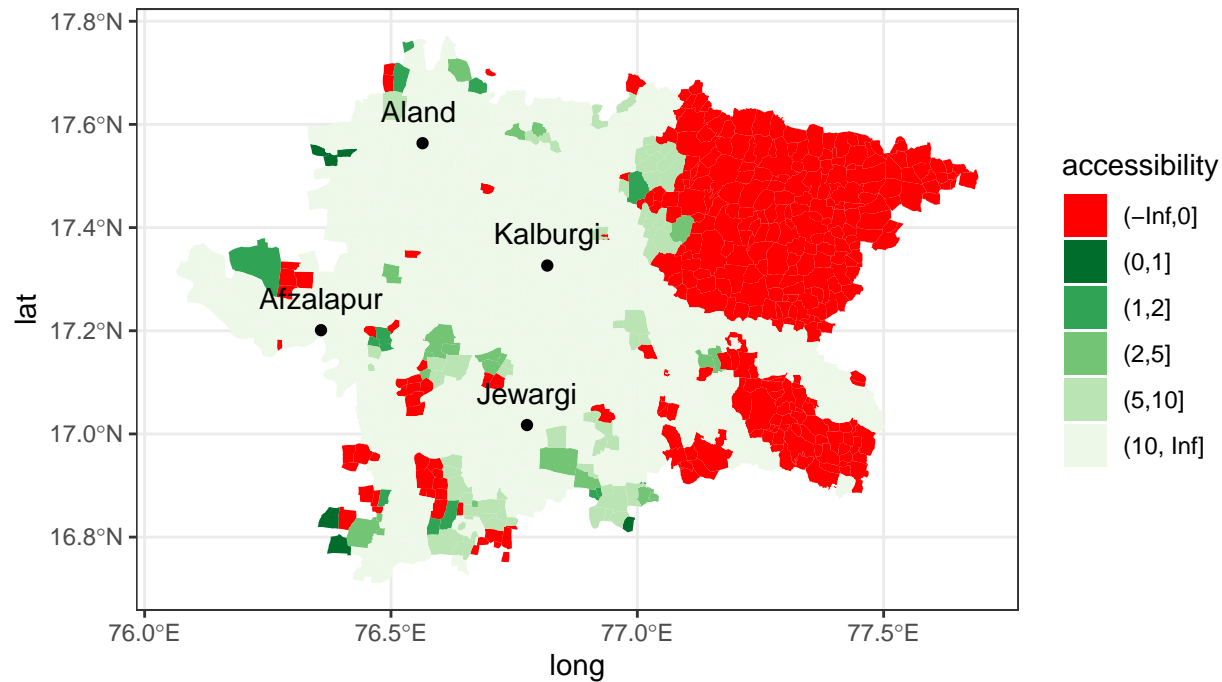 17.8°N
17.6°N
17.4°N
17.2°N
17.0°N
16.8°N
lat
Aland
Kalburgi
Afzalapur
Jewargi
76.0°E
76.5°E
77.0°E
77.5°E
long
accessibility
(−Inf,0]
(0,1]
(1,2]
(2,5]
(5,10]
(10, Inf]